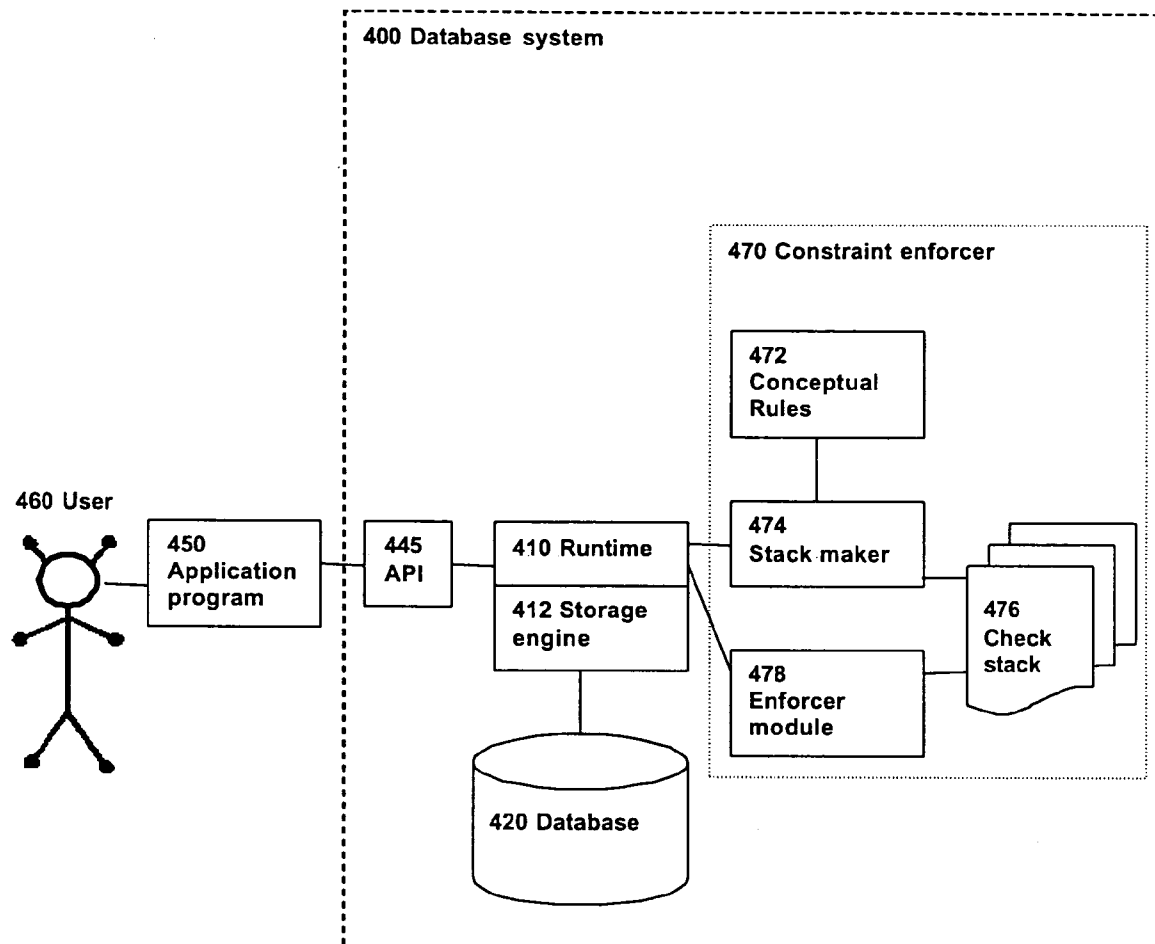 400 Database system
470 Constraint enforcer
472
Conceptual
Rules
460 User
450
Application
program
445
API
410 Runtime
412 Storage
engine
474
Stack maker
476
Check
stack
478
Enforcer
module
420 Database